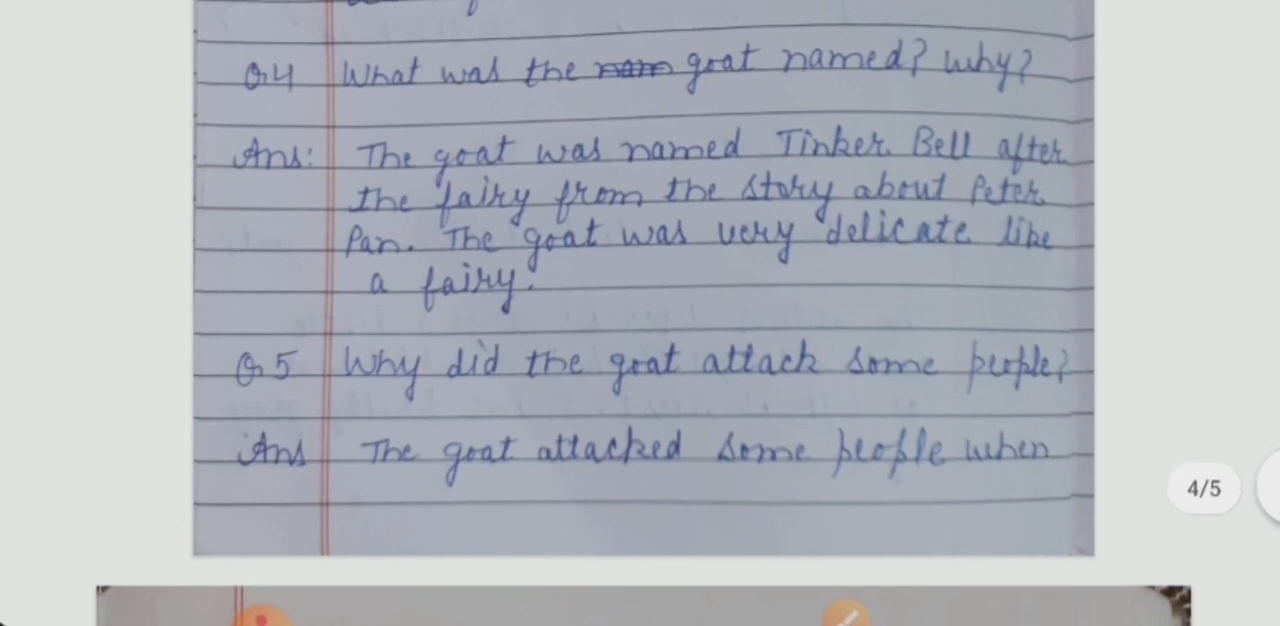 Q4 What was the goat named? why?
Ans: The goat was named Tinker Bell after
the fairy from the story about Peter
Pan. The goat was very delicate like
a fairy.
Q5 Why did the goat attack some people?
Ans The goat attacked some people when
4/5